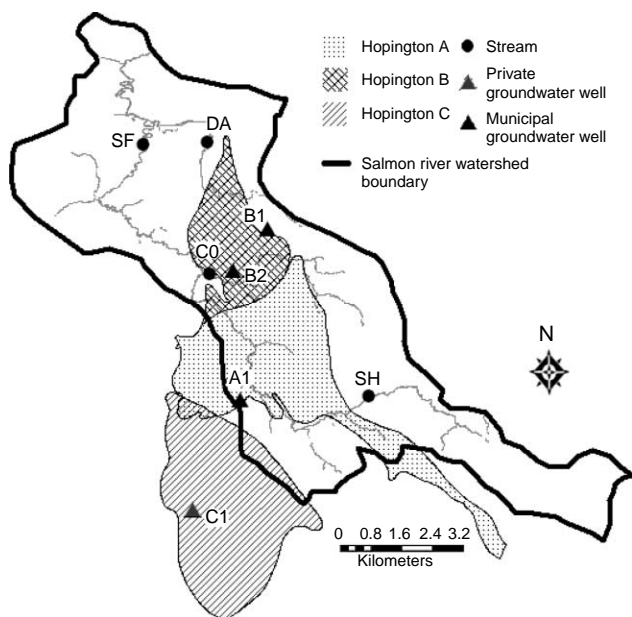 Hopington A
Stream
Hopington B
Private
groundwater well
Hopington C
Municipal
groundwater well
Salmon river watershed
boundary
SF
DA
B1
C0
B2
N
A1
SH
C1
0 0.8 1.6 2.4 3.2
Kilometers